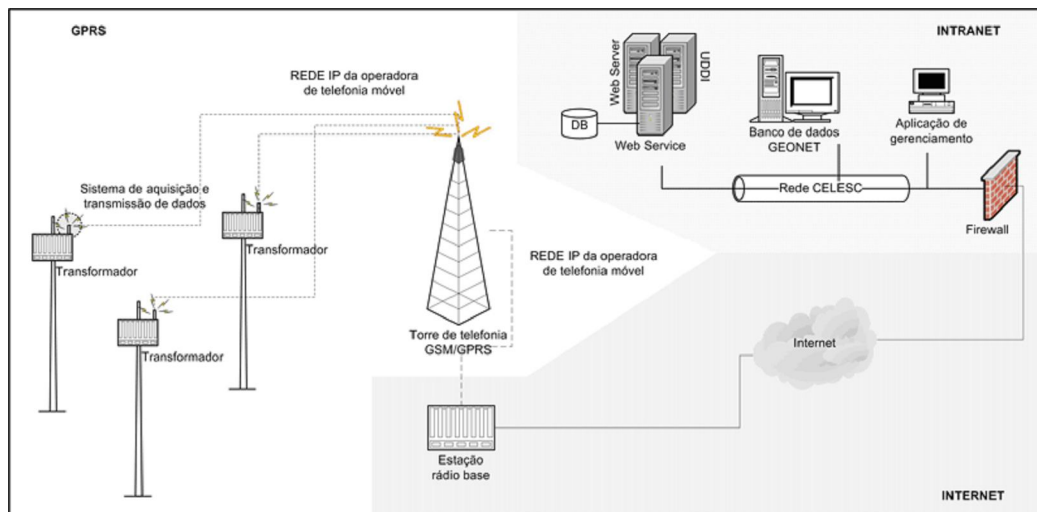 GPRS
REDE IP da operadora
de telefonia móvel
Sistema de aquisição e
transmissão de dados
Transformador
Transformador
Transformador
Torre de telefonia
GSM/GPRS
REDE IP da operadora
de telefonia móvel
Estação
rádio base
INTRANET
Web Server
UDDI
DB
Web Service
Banco de dados
GEONET
Aplicação de
gerenciamento
Rede CELESC
Firewall
Internet
INTERNET